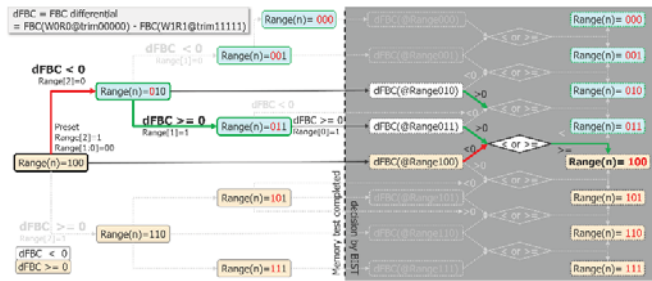 dFBC = FBC differential
= FBC(W0R0@trim00000) - FBC(W1R1@trim11111)
Range(n)= 000
dFBC < 0
Range[1]=0
Range(n)=001
dFBC < 0
Range[2]=0
Range(n)=010
dFBC < 0
dFBC >= 0
Range[1]=1
Range(n)=011
dFBC >= 0
Range[0]=1
Preset
Range[2]=1
Range[1:0]=00
Range(n)=100
Range(n)=101
dFBC >= 0
Range[2]=1
Range(n)=110
dFBC < 0
dFBC >= 0
Range(n)=111
Memory test completed
decision by BIST
dFBC(@Range000)
dFBC(@Range001)
dFBC(@Range010)
dFBC(@Range011)
dFBC(@Range100)
dFBC(@Range101)
dFBC(@Range110)
dFBC(@Range111)
>0
>0
<0
<0
< or >=
< or >=
< or >=
< or >=
< or >=
<
>=
Range(n)= 000
Range(n)= 001
Range(n)= 010
Range(n)= 011
Range(n)= 100
Range(n)= 101
Range(n)= 110
Range(n)= 111